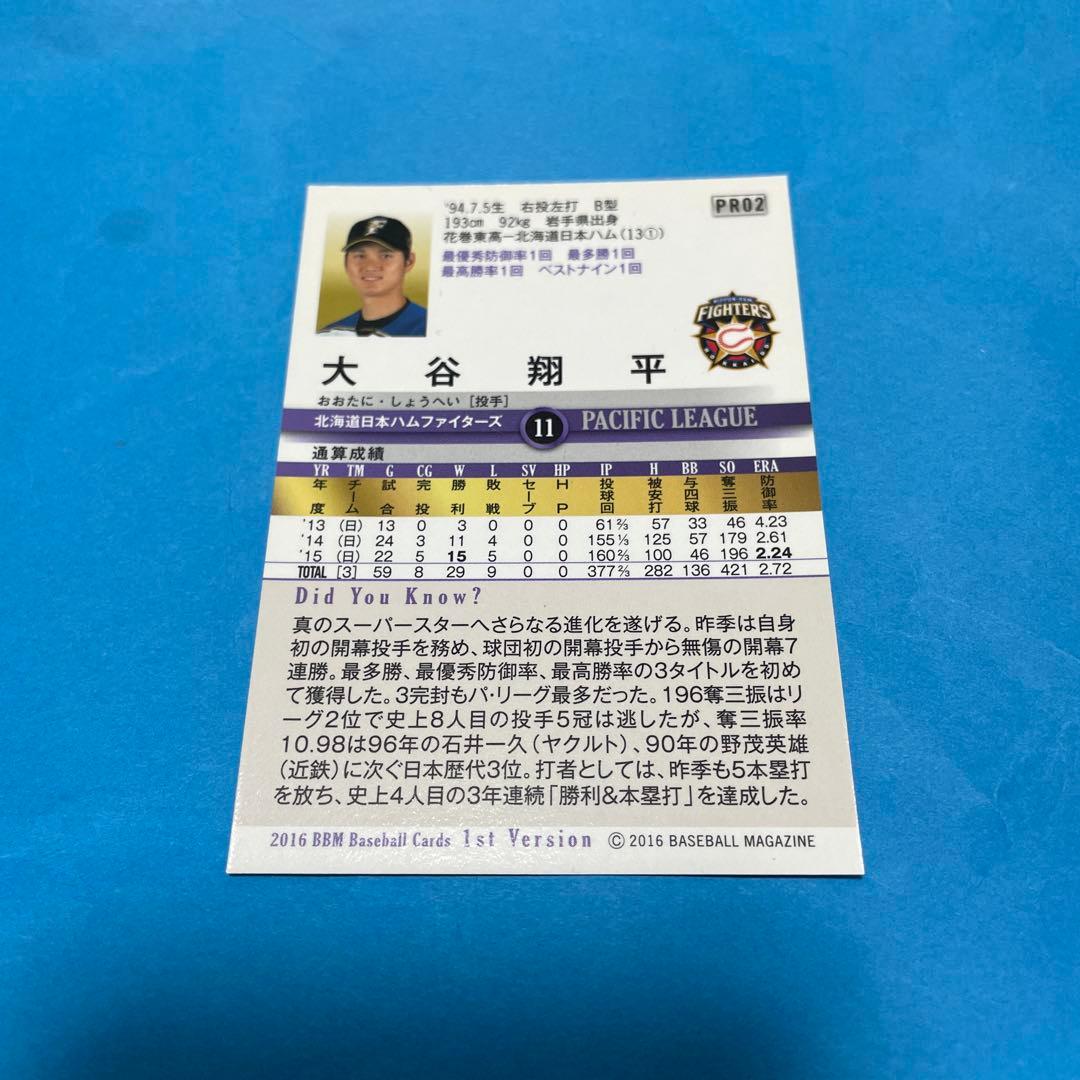 '94.7.5生 右投左打 B型
PR02
193cm 92kg 岩手県出身
花巻東高ー北海道日本ハム(13①)
最優秀防御率1回 最多勝1回
最高勝率1回 ベストナイン1回
NIPPON-HAM
FIGHTERS
HOKKAIDO
大谷翔平
おおたに・しょうへい [投手]
北海道日本ハムファイターズ 11 PACIFIC LEAGUE
通算成績
YR TM G CG W L SV HP IP H BB SO ERA
年度 チーム 試合 完投 勝利 敗戦 セーブ HP 投球回 被安打 与四球 奪三振 防御率
'13 (日) 13 0 3 0 0 0 61⅔ 57 33 46 4.23
'14 (日) 24 3 11 4 0 0 155⅓ 125 57 179 2.61
'15 (日) 22 5 15 5 0 0 160⅔ 100 46 196 2.24
TOTAL [3] 59 8 29 9 0 0 377⅔ 282 136 421 2.72
Did You Know?
真のスーパースターへさらなる進化を遂げる。昨季は自身
初の開幕投手を務め、球団初の開幕投手から無傷の開幕7
連勝。最多勝、最優秀防御率、最高勝率の3タイトルを初め
て獲得した。3完封もパ・リーグ最多だった。196奪三振はリ
ーグ2位で史上8人目の投手5冠は逃したが、奪三振率
10.98は96年の石井一久(ヤクルト)、90年の野茂英雄
(近鉄)に次ぐ日本歴代3位。打者としては、昨季も5本塁打
を放ち、史上4人目の3年連続「勝利&本塁打」を達成した。
2016 BBM Baseball Cards 1st Version © 2016 BASEBALL MAGAZINE